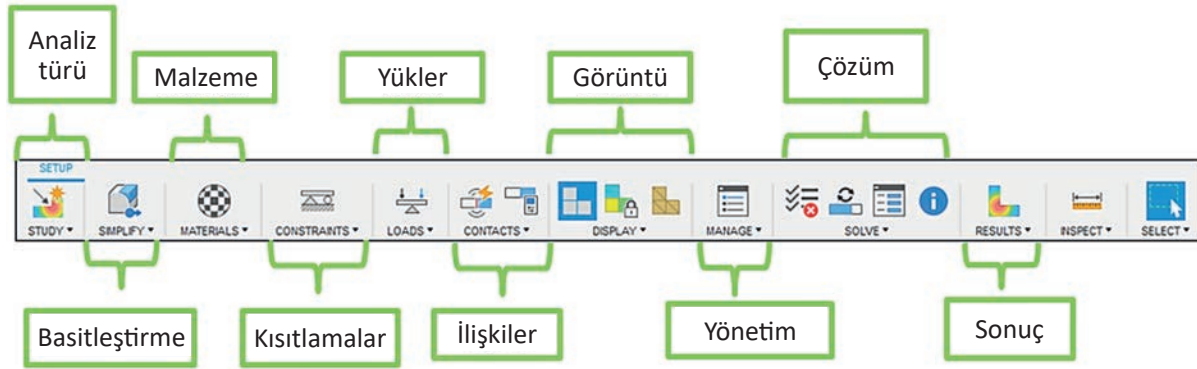 Analiz
türü
Malzeme
Yükler
Görüntü
Çözüm
SETUP
STUDY
SIMPLIFY
MATERIALS
CONSTRAINTS
LOADS
CONTACTS
DISPLAY
MANAGE
SOLVE
RESULTS
INSPECT
SELECT
Basitleştirme
Kısıtlamalar
İlişkiler
Yönetim
Sonuç